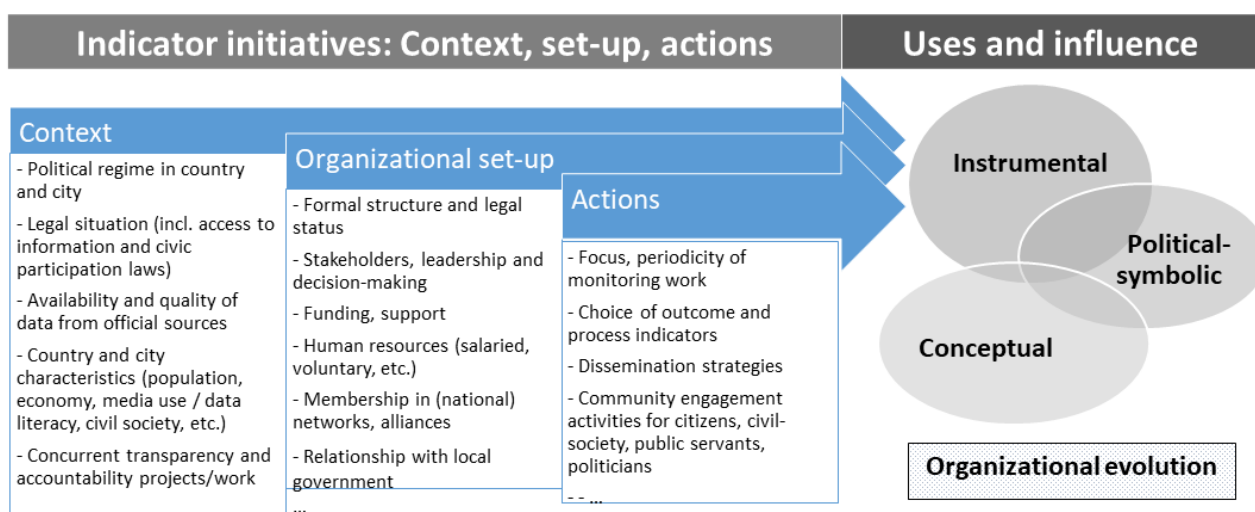 Indicator initiatives: Context, set-up, actions
Uses and influence
Context
- Political regime in country
and city
- Legal situation (incl. access to
information and civic
participation laws)
- Availability and quality of
data from official sources
- Country and city
characteristics (population,
economy, media use / data
literacy, civil society, etc.)
- Concurrent transparency and
accountability projects/work
Organizational set-up
- Formal structure and legal
status
- Stakeholders, leadership and
decision-making
- Funding, support
- Human resources (salaried,
voluntary, etc.)
- Membership in (national)
networks, alliances
- Relationship with local
government
...
Actions
- Focus, periodicity of
monitoring work
- Choice of outcome and
process indicators
- Dissemination strategies
- Community engagement
activities for citizens, civil-
society, public servants,
politicians
- - ...
Instrumental
Political-
symbolic
Conceptual
Organizational evolution